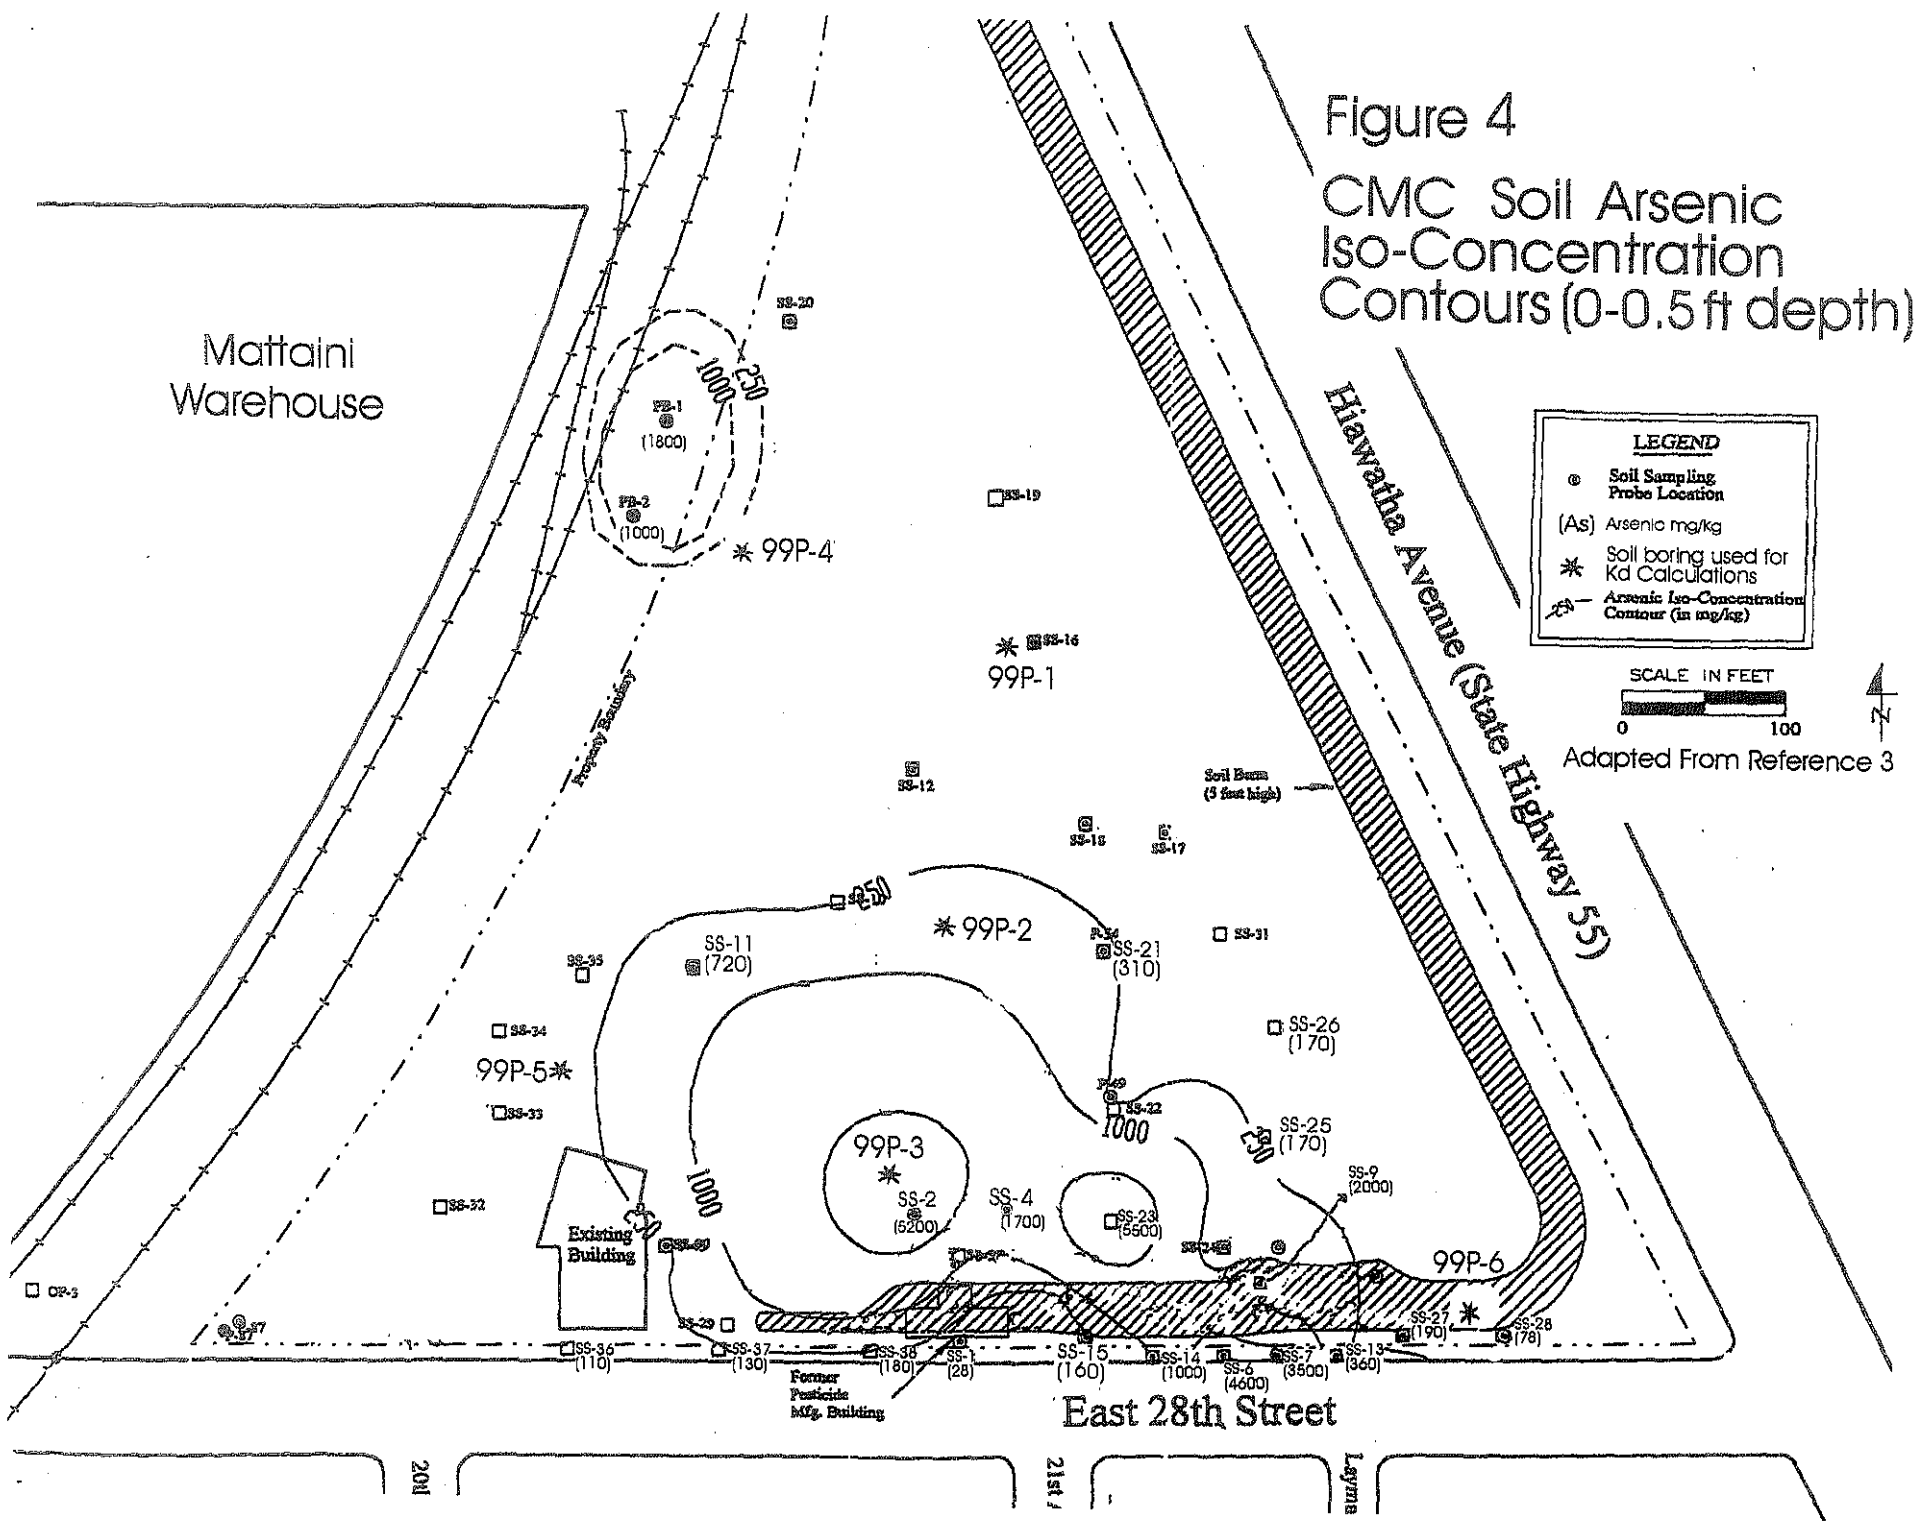 Figure 4
CMC Soil Arsenic
Iso-Concentration
Contours (0-0.5 ft depth)
Mattaini
Warehouse
SS-20
1000
250
PB-1
(1800)
PB-2
(1000)
99P-4
SS-19
SS-16
99P-1
Hiawatha Avenue (State Highway 55)
LEGEND
Soil Sampling
Probe Location
(As) Arsenic mg/kg
Soil boring used for
Kd Calculations
Arsenic Iso-Concentration
Contour (in mg/kg)
SCALE IN FEET
0 100
N
Adapted From Reference 3
Property Boundary
SS-12
Soil Berm
(5 feet high)
SS-18
SS-17
250
99P-2
P-54
SS-21
(310)
SS-31
SS-11
(720)
SS-35
SS-34
SS-26
(170)
99P-5
SS-33
P-49
SS-22
1000
250
SS-25
(170)
99P-3
SS-2
(5200)
SS-4
(1700)
SS-23
(5500)
SS-9
(2000)
1000
SS-32
Existing
Building
99P-6
OP-3
SS-29
SS-27
(190)
SS-28
(78)
SS-36
(110)
SS-37
(130)
SS-38
(180)
SS-1
(28)
SS-15
(160)
SS-14
(1000)
SS-6
(4600)
SS-7
(3500)
SS-13
(360)
Former
Pesticide
Mfg. Building
East 28th Street
20tl
21st
Layma